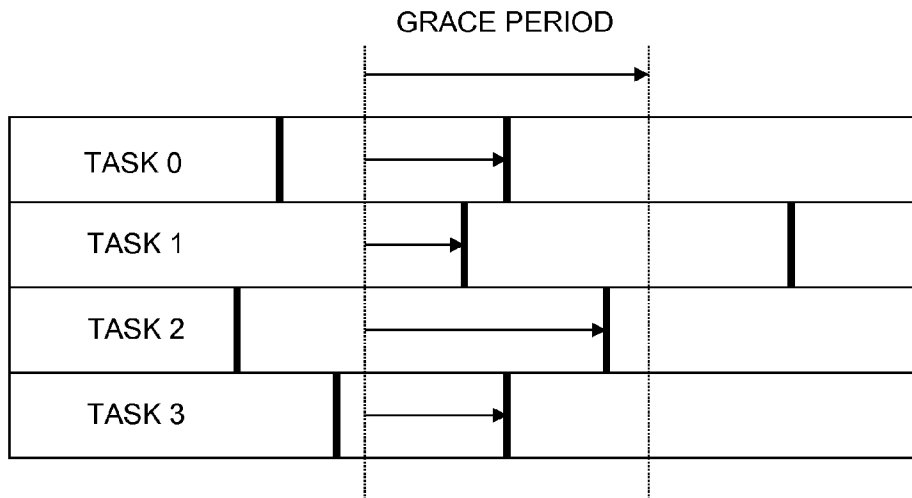 GRACE PERIOD
TASK 0
TASK 1
TASK 2
TASK 3